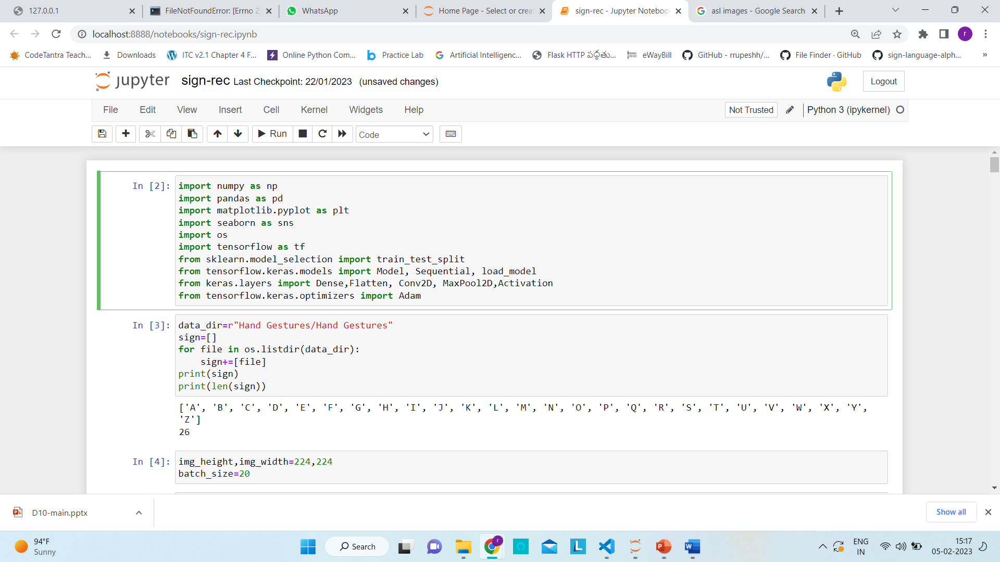 127.0.0.1
FileNotFoundError: [Errno 2
WhatsApp
Home Page - Select or crea
sign-rec - Jupyter Noteboo
asl images - Google Search
localhost:8888/notebooks/sign-rec.ipynb
r
CodeTantra Teach...
Downloads
ITC v2.1 Chapter 4 F...
Online Python Com...
Practice Lab
Artificial Intelligenc...
Flask HTTP పద్ధతు...
eWayBill
GitHub - rrupeshh/...
File Finder · GitHub
sign-language-alph...
»
jupyter sign-rec Last Checkpoint: 22/01/2023 (unsaved changes)
Logout
File Edit View Insert Cell Kernel Widgets Help
Not Trusted
Python 3 (ipykernel)
Run
Code
In [2]:
import numpy as np
import pandas as pd
import matplotlib.pyplot as plt
import seaborn as sns
import os
import tensorflow as tf
from sklearn.model_selection import train_test_split
from tensorflow.keras.models import Model, Sequential, load_model
from keras.layers import Dense,Flatten, Conv2D, MaxPool2D,Activation
from tensorflow.keras.optimizers import Adam
In [3]:
data_dir=r"Hand Gestures/Hand Gestures"
sign=[]
for file in os.listdir(data_dir):
    sign+=[file]
print(sign)
print(len(sign))
['A', 'B', 'C', 'D', 'E', 'F', 'G', 'H', 'I', 'J', 'K', 'L', 'M', 'N', 'O', 'P', 'Q', 'R', 'S', 'T', 'U', 'V', 'W', 'X', 'Y',
'Z']
26
In [4]:
img_height,img_width=224,224
batch_size=20
D10-main.pptx
Show all
94°F
Sunny
Search
ENG
IN
15:17
05-02-2023